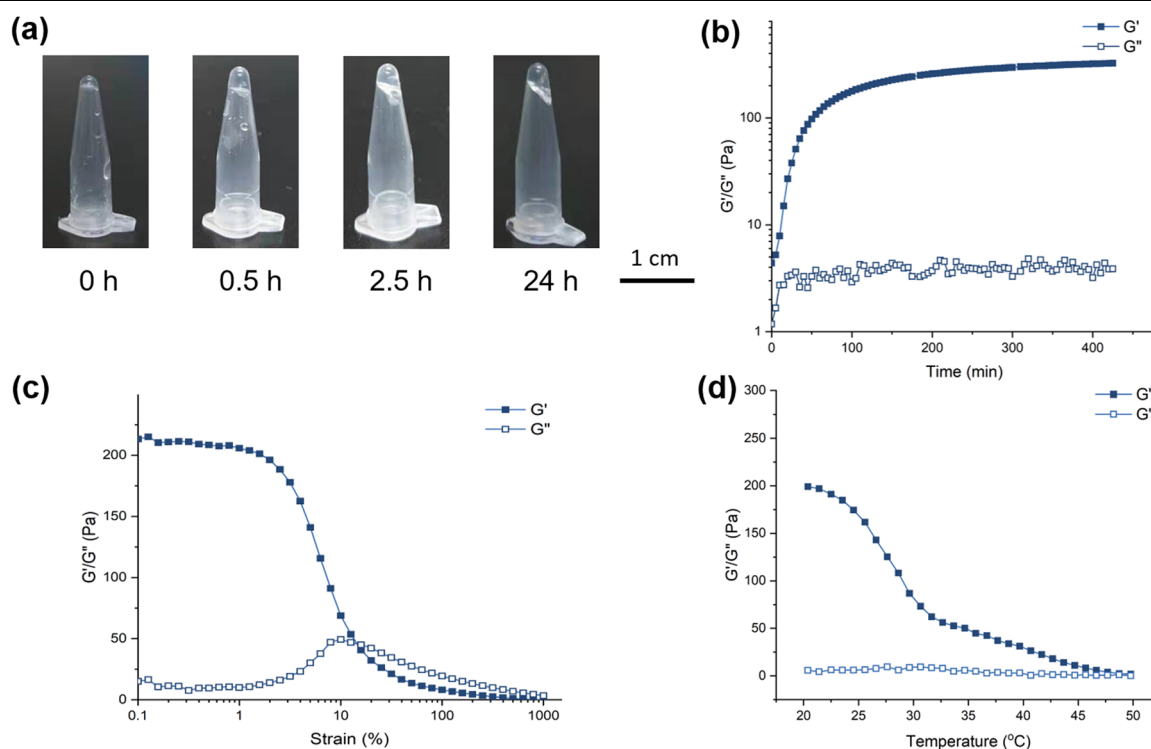 (a)
0 h
0.5 h
2.5 h
24 h
1 cm
(b)
G'
G"
G'/G" (Pa)
100
10
1
0
100
200
300
400
Time (min)
(c)
G'
G"
G'/G" (Pa)
200
150
100
50
0
0.1
1
10
100
1000
Strain (%)
(d)
G'
G'
G'/G" (Pa)
300
250
200
150
100
50
0
20
25
30
35
40
45
50
Temperature (°C)